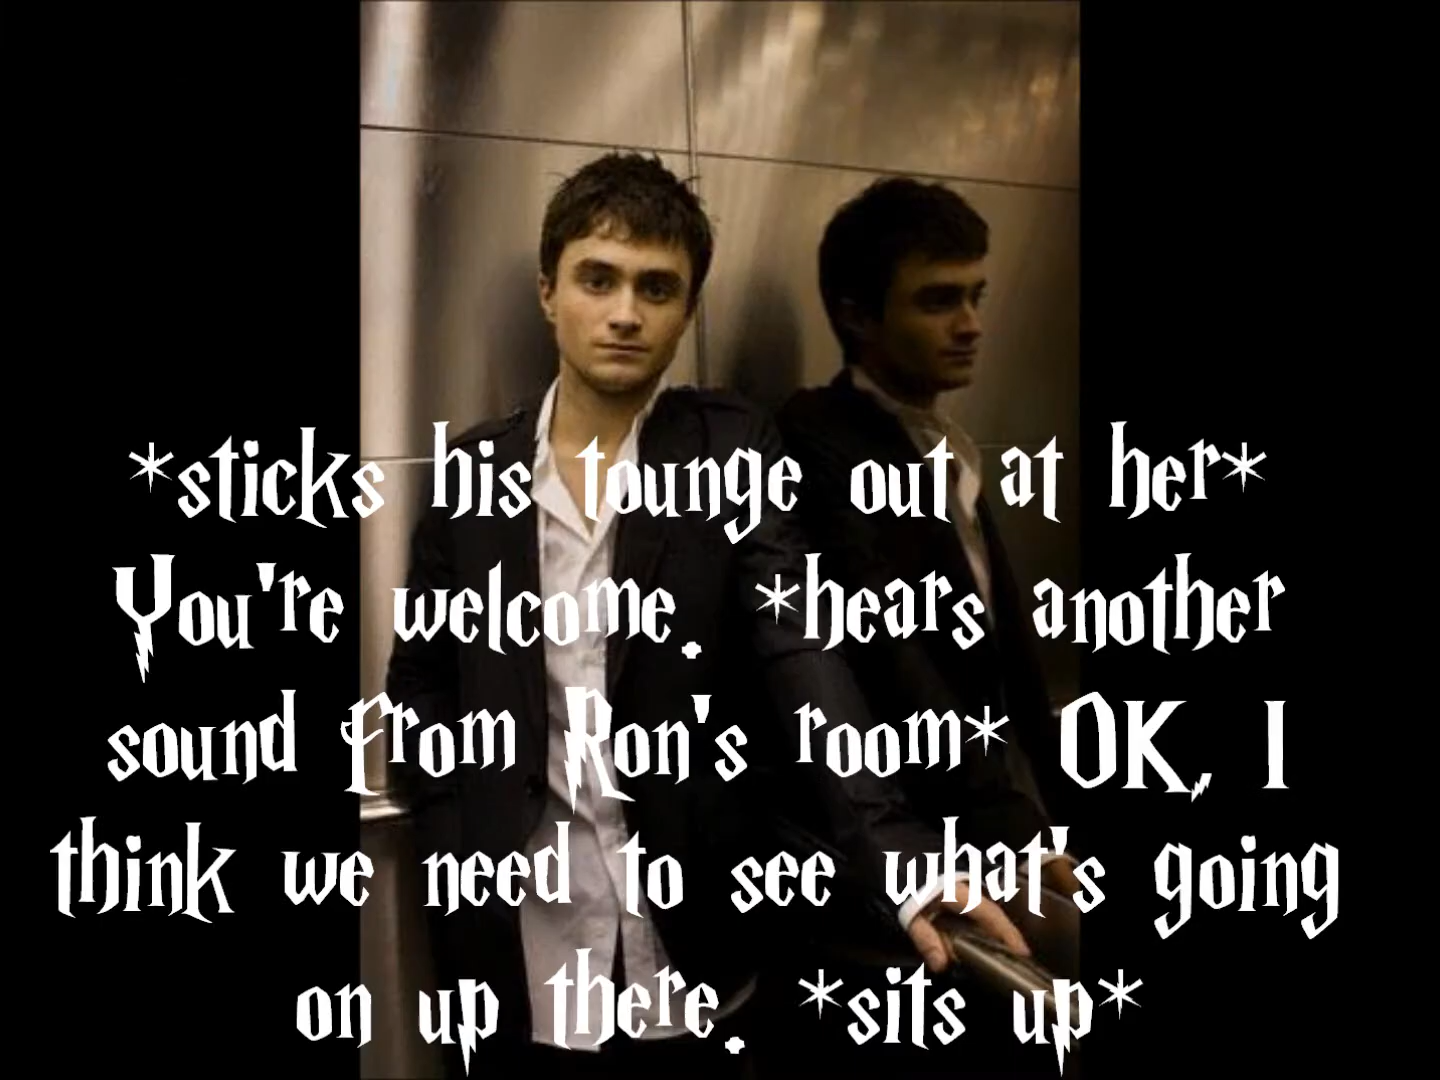 *sticks his tounge out at her*
You're welcome. *hears another
sound from Ron's room* OK, I
think we need to see what's going
on up there. *sits up*